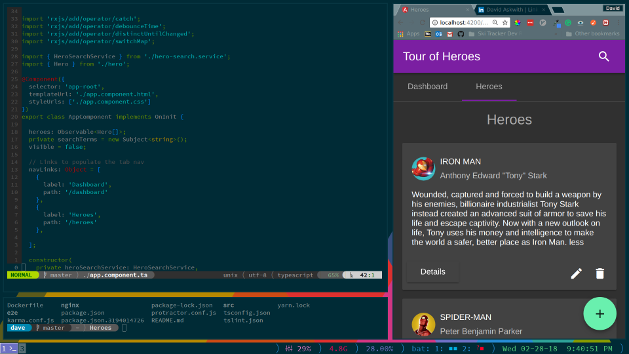 import 'rxjs/add/operator/catch';
import 'rxjs/add/operator/debounceTime';
import 'rxjs/add/operator/distinctUntilChanged';
import 'rxjs/add/operator/switchMap';
import { HeroSearchService } from './hero-search.service';
import { Hero } from './hero';
@Component({
selector: 'app-root',
templateUrl: './app.component.html',
styleUrls: ['./app.component.css']
})
export class AppComponent implements OnInit {
heroes: Observable<Hero[]>;
private searchTerms = new Subject<string>();
visible = false;
// Links to populate the tab nav
navLinks: = [
{
label: 'Dashboard',
path: '/dashboard'
},
{
label: 'Heroes',
path: '/heroes'
},
];
constructor(
private heroSearchService: HeroSearchService,
NORMAL master ./app.component.ts unix | utf-8 | typescript 65% 42:1
Dockerfile nginx package-lock.json src yarn.lock
e2e package.json protractor.conf.js tsconfig.json
karma.conf.js README.md tslint.json
dave master Heroes
Heroes
David Aonwith
David
localhost:4200/
Apps
Other bookmarks
Tour of Heroes
Dashboard Heroes
Heroes
IRON MAN
Anthony Edward "Tony" Stark
Wounded, captured and forced to build a weapon by
his enemies, billionaire industrialist Tony Stark
instead created an advanced suit of armor to save his
life and escape captivity. Now with a new outlook on
life, Tony uses his money and intelligence to make
the world a safer, better place as Iron Man. less
Details
SPIDER-MAN
Peter Benjamin Parker
29% 28.00% bat: 1: 2: Wed 02-28-18 9:40:51 PM